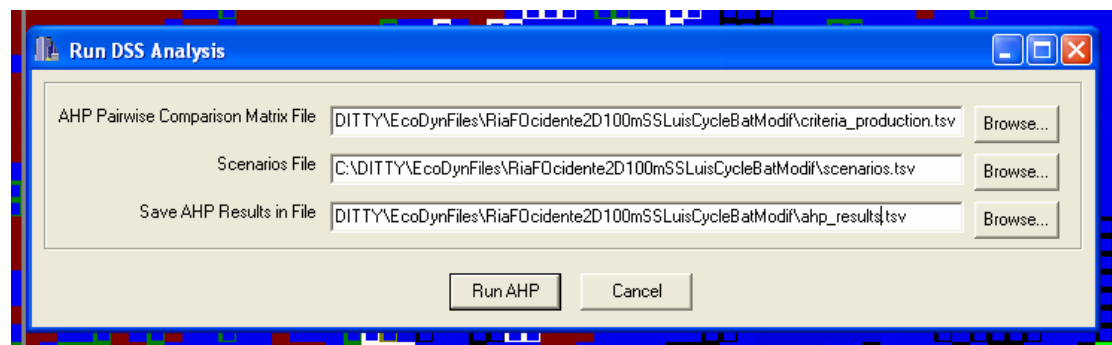 Run DSS Analysis
AHP Pairwise Comparison Matrix File DITTY\EcoDynFiles\RiaFOcidente2D100mSSLuisCycleBatModif\criteria_production.tsv Browse...
Scenarios File C:\DITTY\EcoDynFiles\RiaFOcidente2D100mSSLuisCycleBatModif\scenarios.tsv Browse...
Save AHP Results in File DITTY\EcoDynFiles\RiaFOcidente2D100mSSLuisCycleBatModif\ahp_results.tsv Browse...
Run AHP Cancel